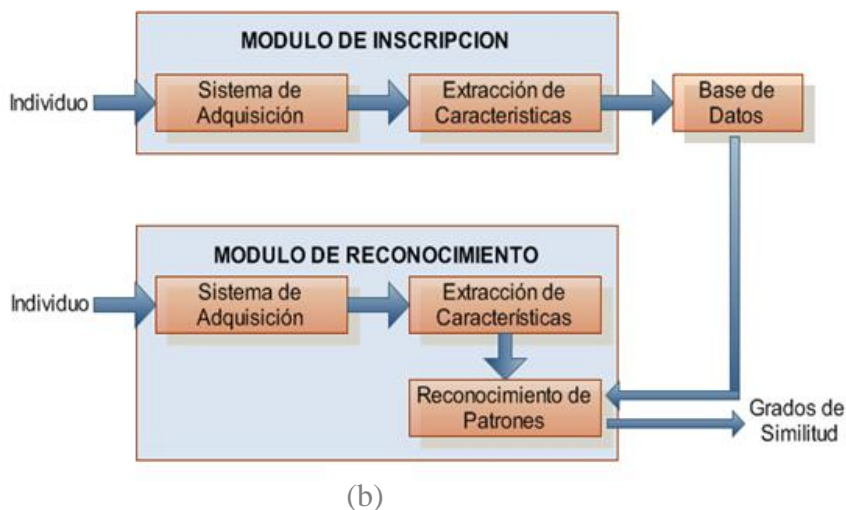 MODULO DE INSCRIPCION
Individuo
Sistema de
Adquisición
Extracción de
Caracteristicas
Base de
Datos
MODULO DE RECONOCIMIENTO
Individuo
Sistema de
Adquisición
Extracción de
Características
Reconocimiento de
Patrones
Grados de
Similitud
(b)